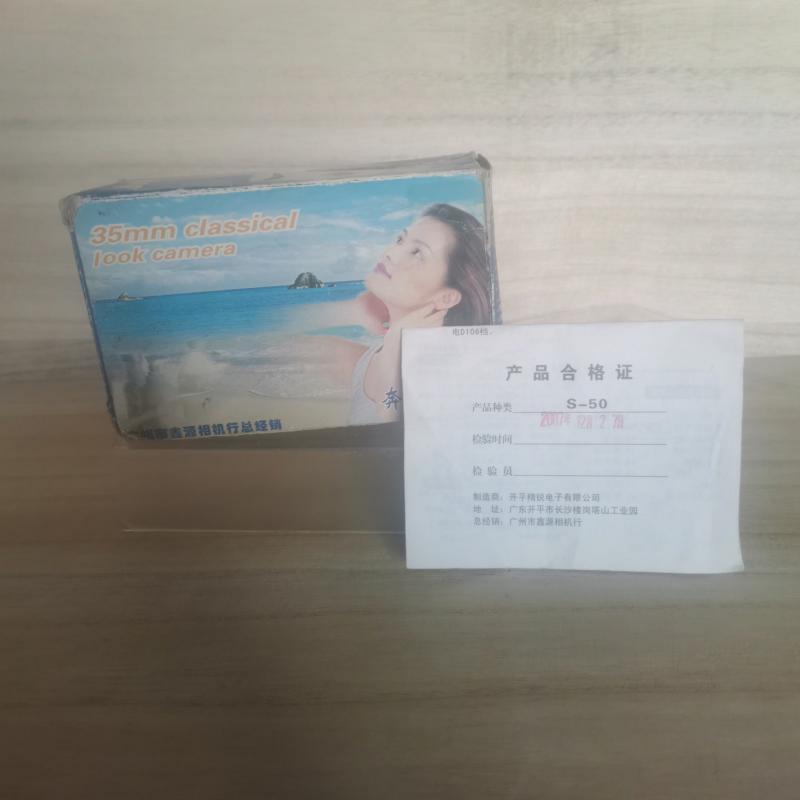 35mm classical
look camera
奔
州市鑫源相机行总经销
电D106档。
产品合格证
产品种类 S-50
2007年12月27日
检验时间
检验员
制造商：开平精锐电子有限公司
地 址：广东开平市长沙楼岗塔山工业园
总经销：广州市鑫源相机行